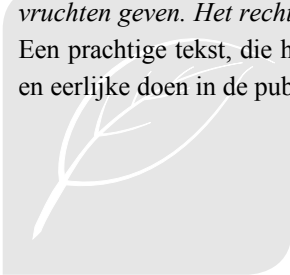 vruchten geven. Het recht
Een prachtige tekst, die h
en eerlijke doen in de pub